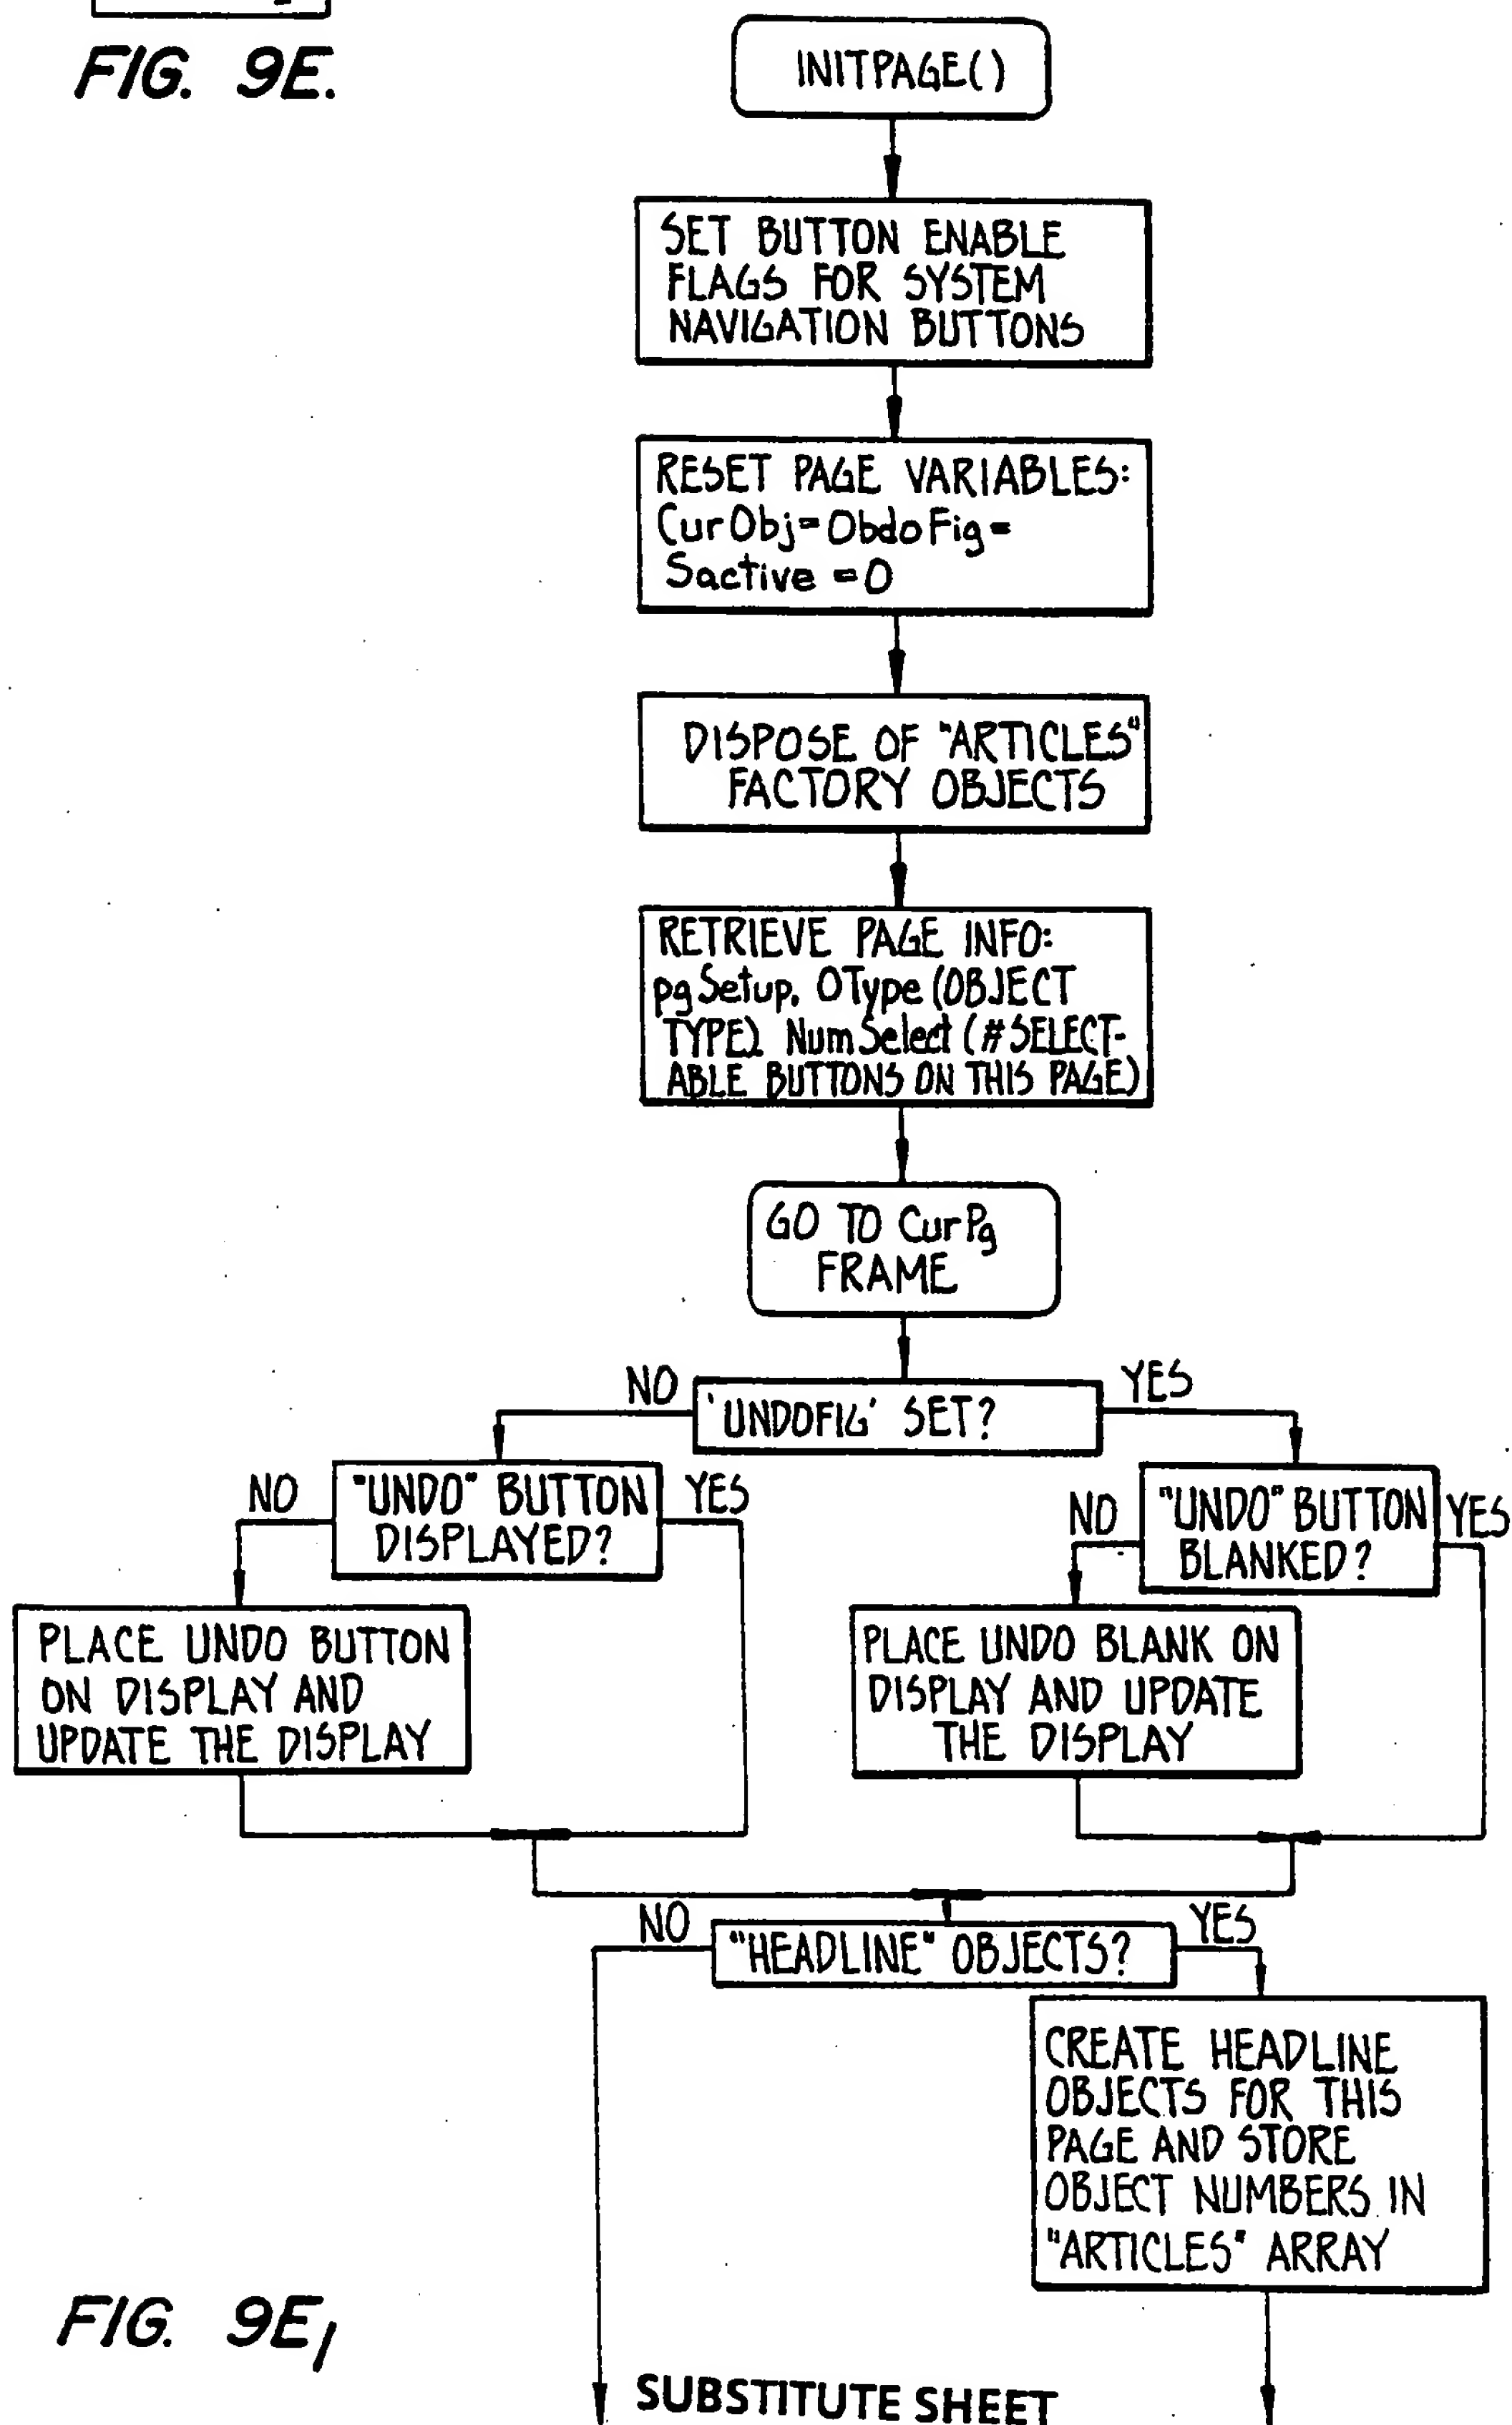 FIG. 9E.
INITPAGE()
SET BUTTON ENABLE
FLAGS FOR SYSTEM
NAVIGATION BUTTONS
RESET PAGE VARIABLES:
CurObj=ObdoFig=
Sactive=0
DISPOSE OF "ARTICLES"
FACTORY OBJECTS
RETRIEVE PAGE INFO:
pgSetup, OType (OBJECT
TYPE), NumSelect (#SELECT-
ABLE BUTTONS ON THIS PAGE)
GO TO CurPg
FRAME
NO
'UNDOFIG' SET?
YES
NO
"UNDO" BUTTON
DISPLAYED?
YES
NO
"UNDO" BUTTON
BLANKED?
YES
PLACE UNDO BUTTON
ON DISPLAY AND
UPDATE THE DISPLAY
PLACE UNDO BLANK ON
DISPLAY AND UPDATE
THE DISPLAY
NO
"HEADLINE" OBJECTS?
YES
CREATE HEADLINE
OBJECTS FOR THIS
PAGE AND STORE
OBJECT NUMBERS IN
"ARTICLES" ARRAY
FIG. 9E1
SUBSTITUTE SHEET